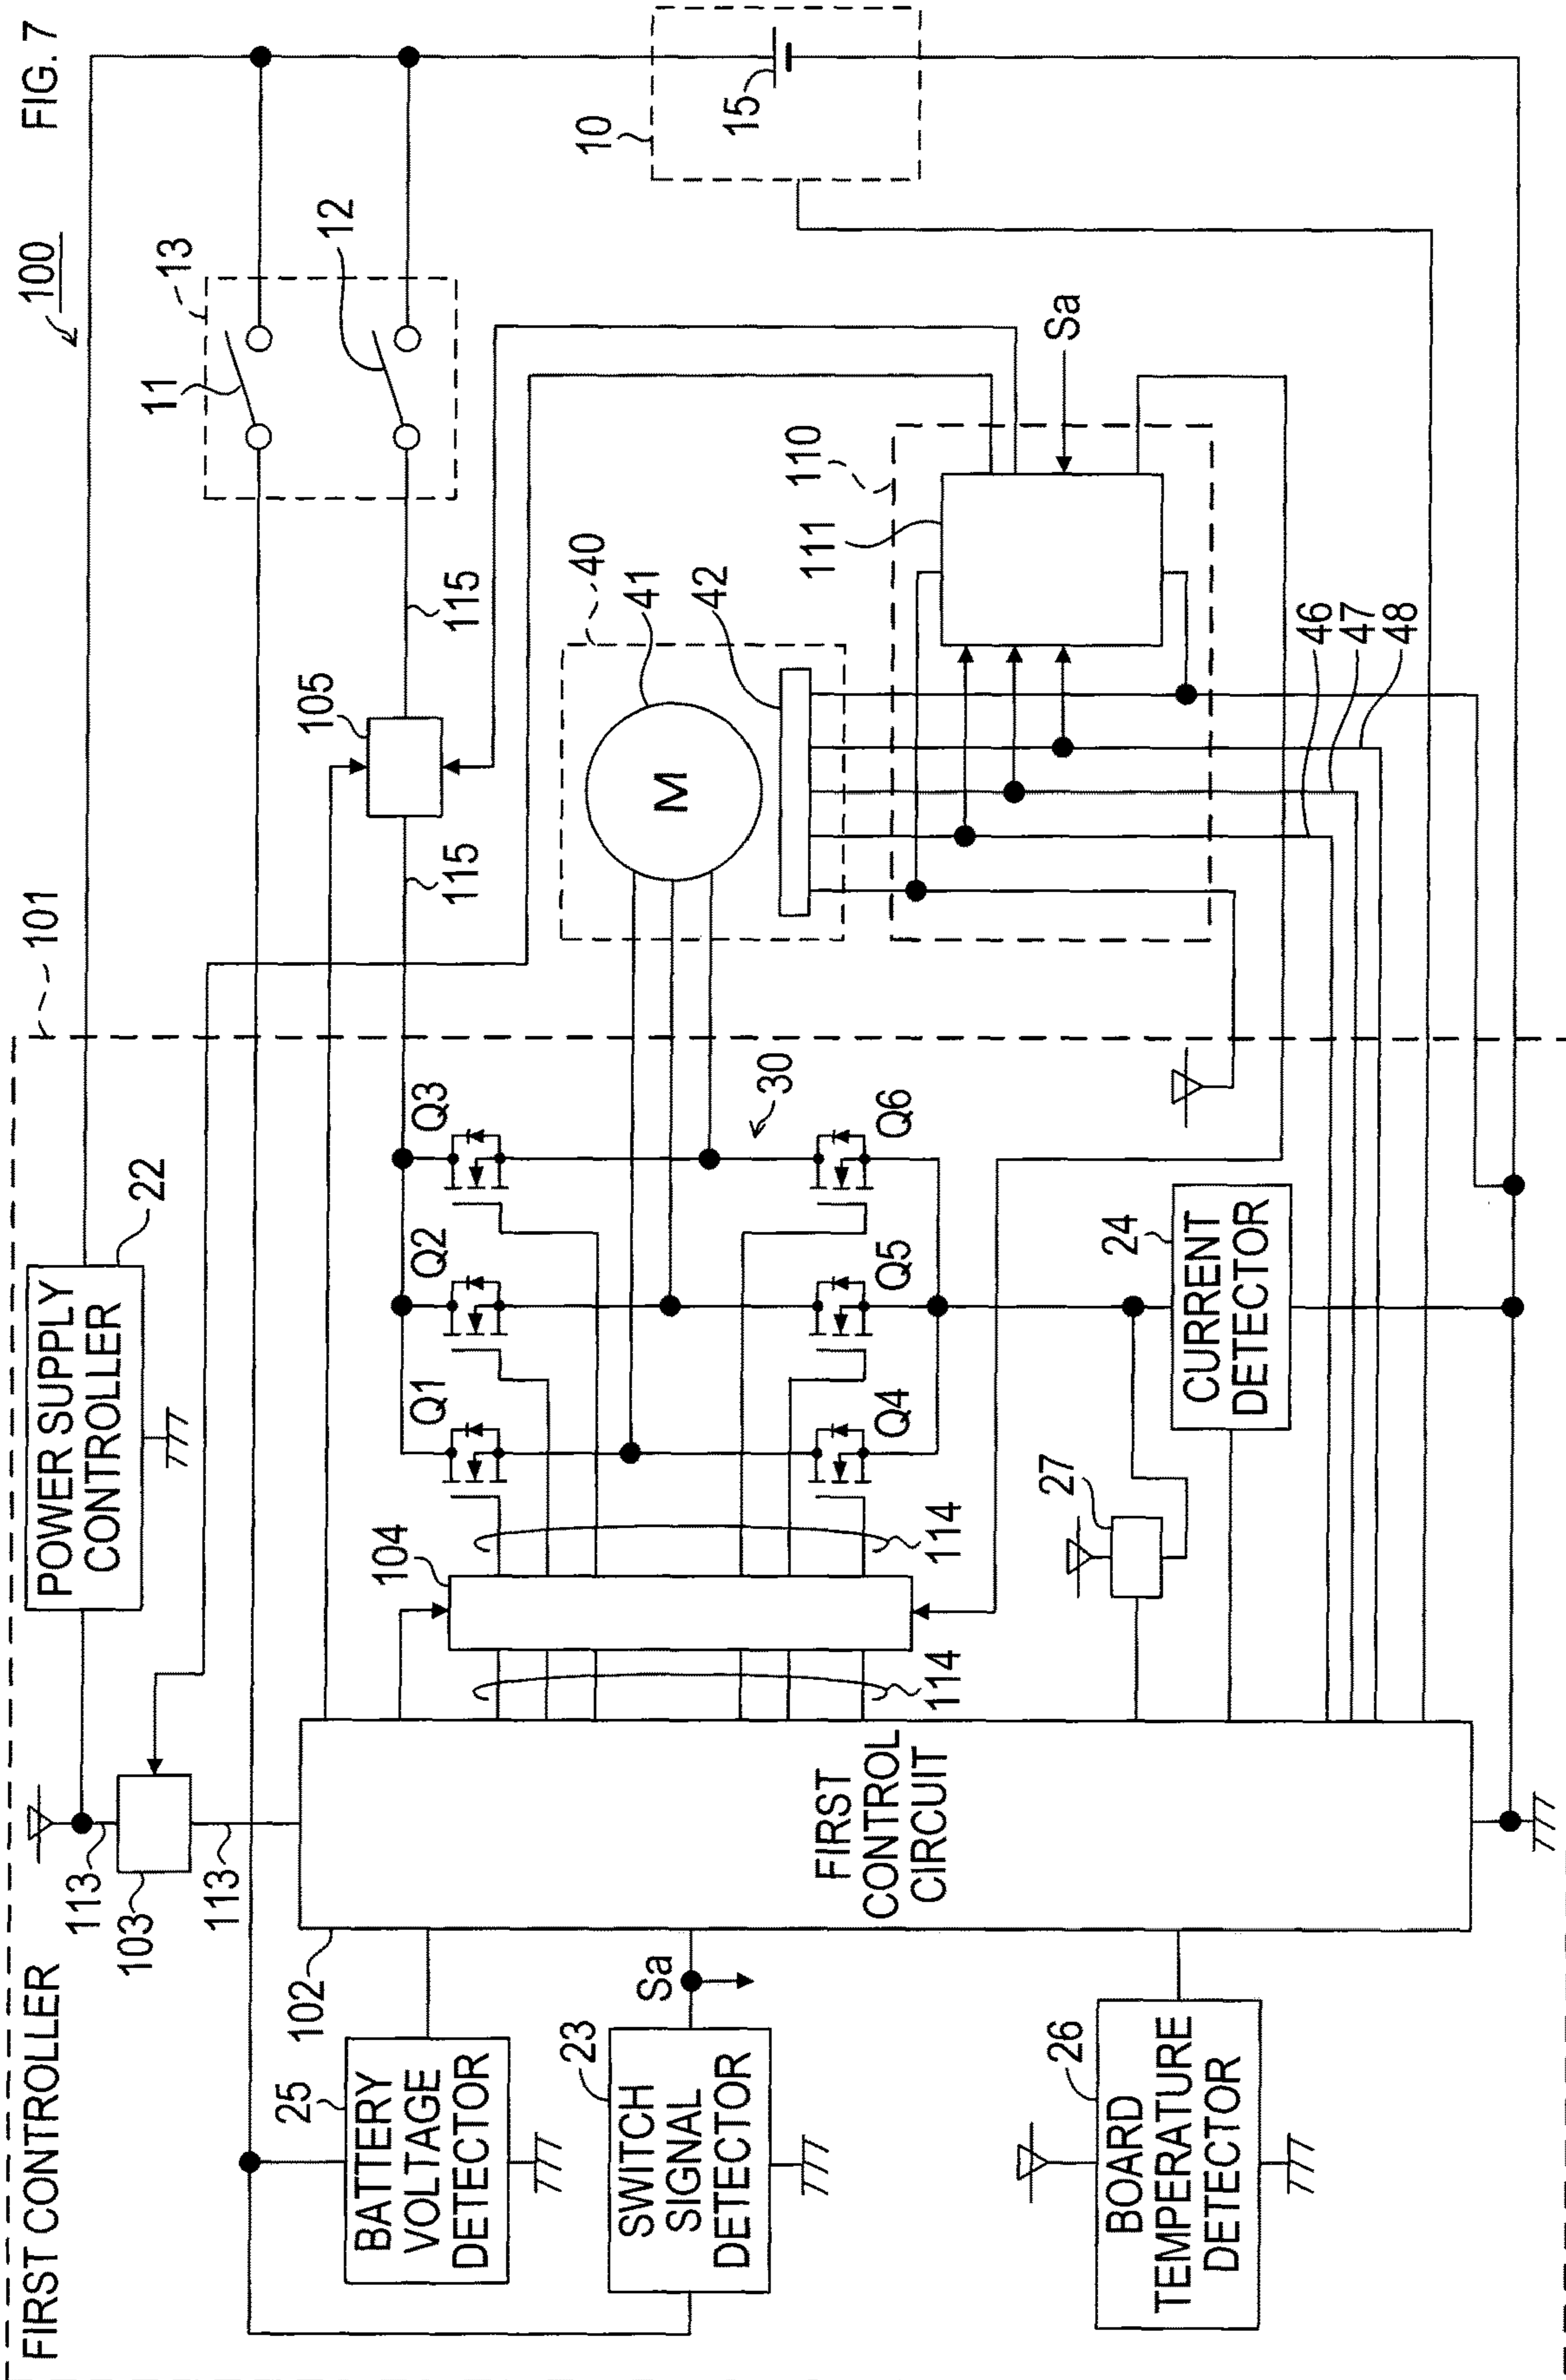 FIG. 7
100
FIRST CONTROLLER
101
POWER SUPPLY
CONTROLLER
22
113
103
113
11
13
12
115
105
115
10
15
102
FIRST
CONTROL
CIRCUIT
25
BATTERY
VOLTAGE
DETECTOR
23
SWITCH
SIGNAL
DETECTOR
Sa
26
BOARD
TEMPERATURE
DETECTOR
104
114
114
Q1
Q2
Q3
Q4
Q5
Q6
30
27
24
CURRENT
DETECTOR
40
41
M
42
110
111
Sa
46
47
48